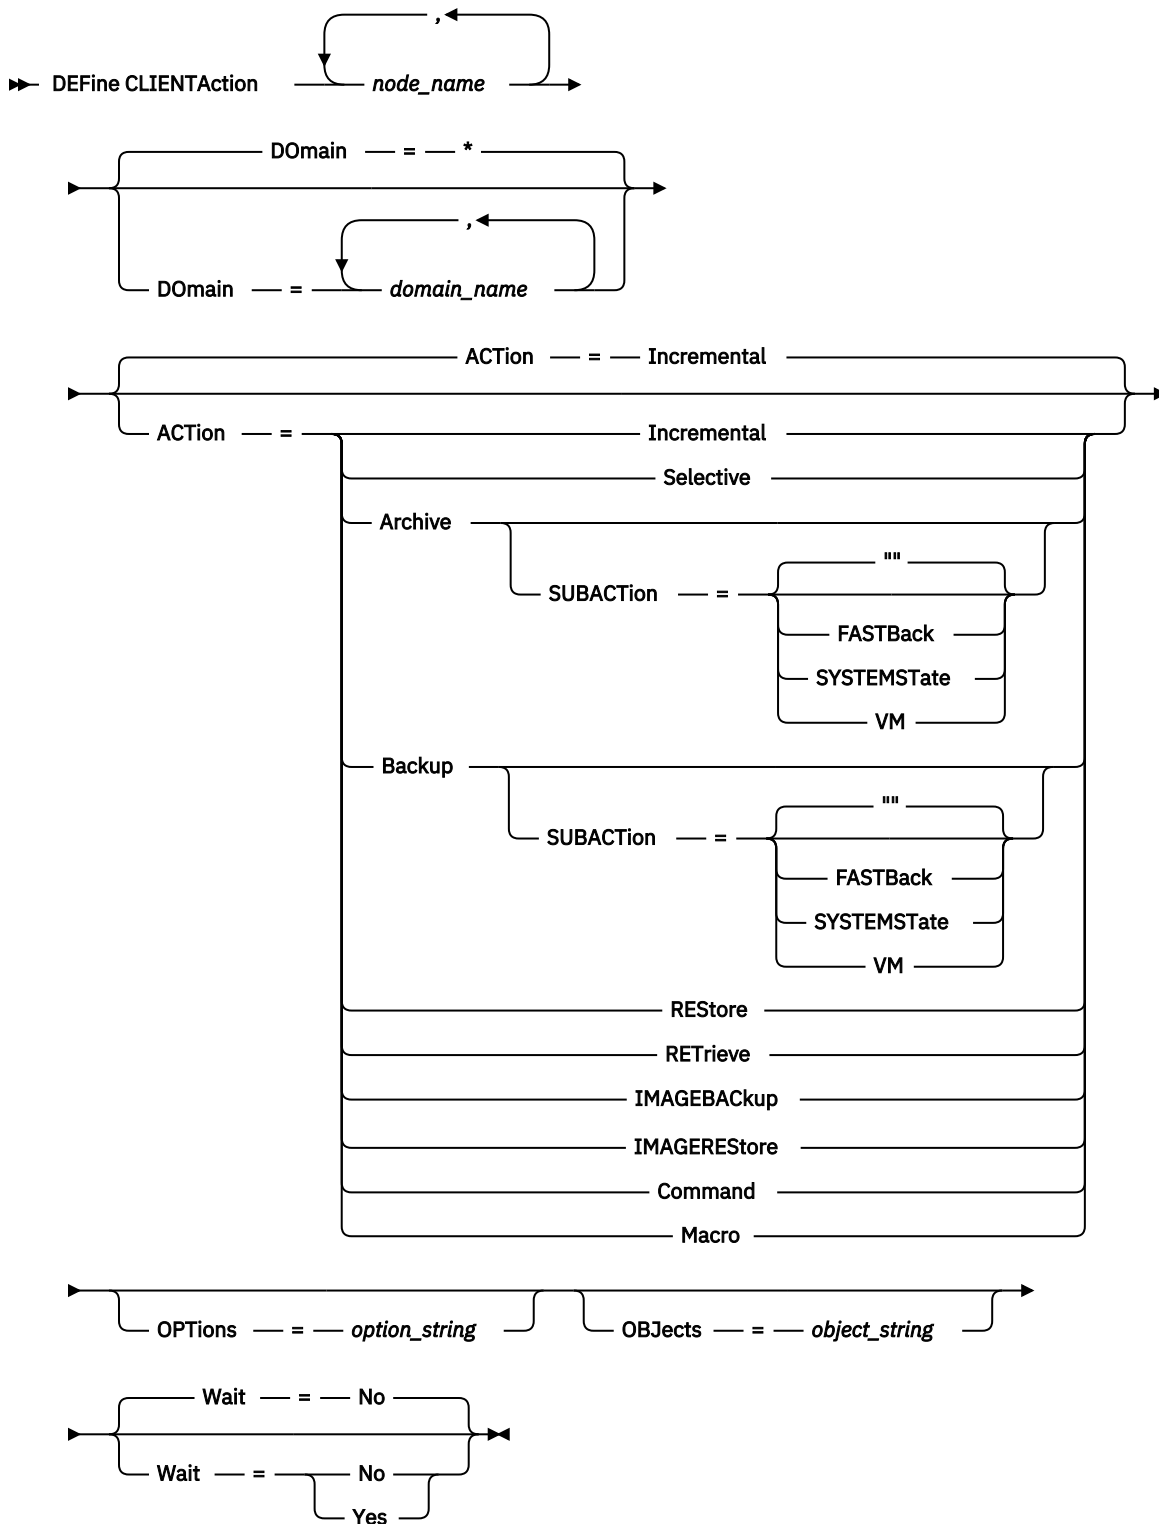 ,
DEFine CLIENTAction node_name
DOmain = *
,
DOmain = domain_name
ACTion = Incremental
ACTion = Incremental
Selective
Archive
""
SUBACTion =
FASTBack
SYSTEMSTate
VM
Backup
""
SUBACTion =
FASTBack
SYSTEMSTate
VM
REStore
RETrieve
IMAGEBACkup
IMAGEREStore
Command
Macro
OPTions = option_string OBJects = object_string
Wait = No
Wait = No
Yes